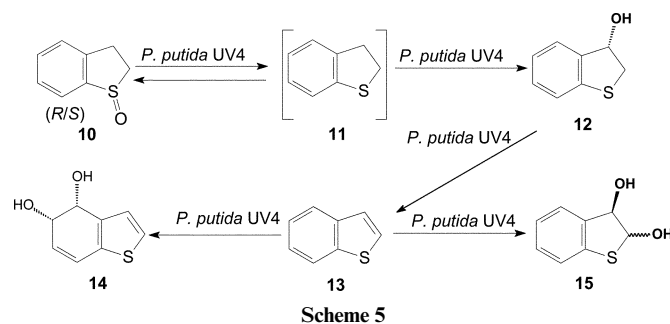 OH
P. putida UV4
P. putida UV4
S
S
S
(R/S)
O
10
11
12
P. putida UV4
OH
HO
OH
P. putida UV4
P. putida UV4
OH
S
S
S
14
13
15
Scheme 5